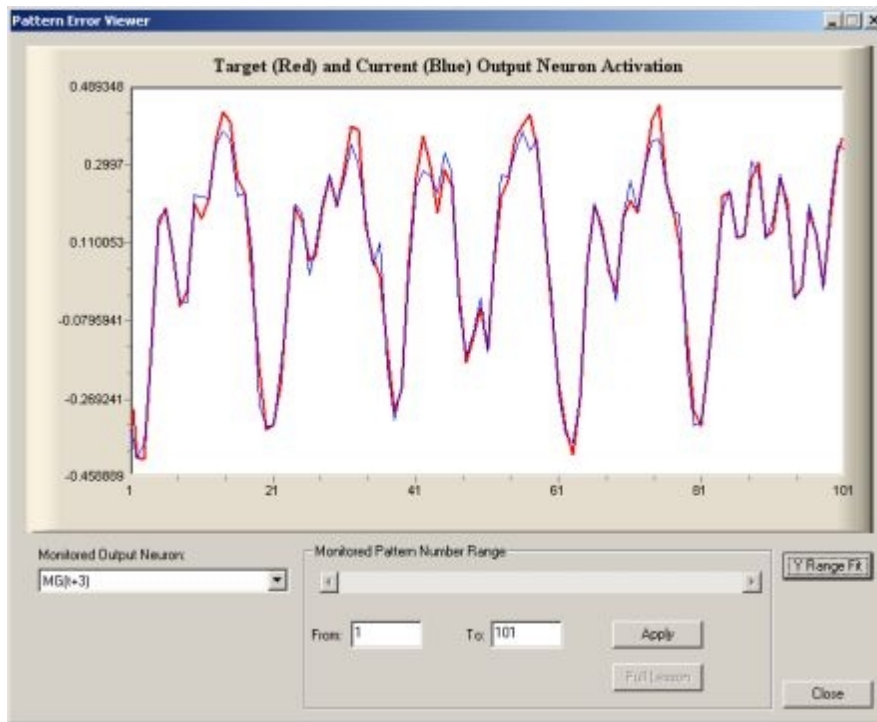 Pattern Error Viewer
Target (Red) and Current (Blue) Output Neuron Activation
0.489348
0.2997
0.110053
-0.0795941
-0.269241
-0.458889
1 21 41 61 81 101
Monitored Output Neuron:
MG(t+3)
Monitored Pattern Number Range
From: 1 To: 101 Apply
Full Lesson
Y Range Fit
Close